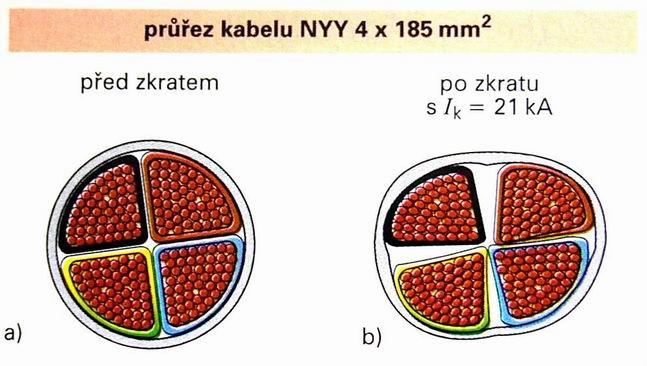 průřez kabelu NYY 4 x 185 mm²
před zkratem
po zkratu
s Iₖ = 21 kA
a)
b)